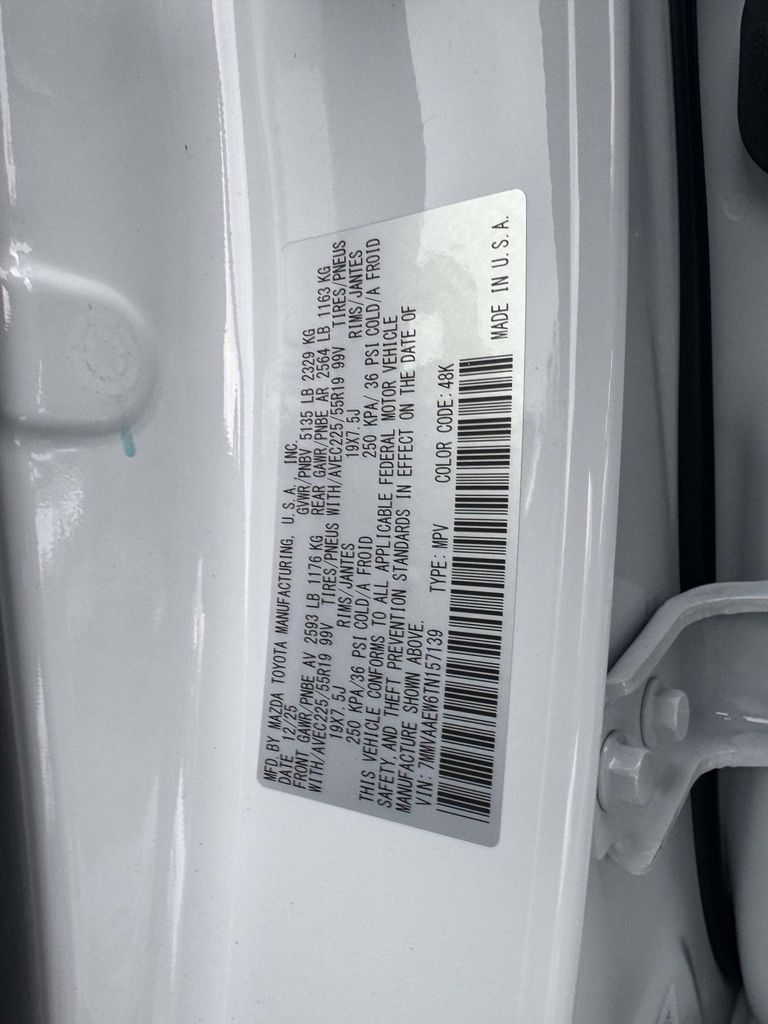 MFD. BY MAZDA TOYOTA MANUFACTURING, U.S.A. INC.
DATE 12/25 GVWR/PNBV 5135 LB 2329 KG
FRONT GAWR/PNBE AV 2593 LB 1176 KG REAR GAWR/PNBE AR 2564 LB 1163 KG
WITH/AVEC225/55R19 99V TIRES/PNEUS WITH/AVEC225/55R19 99V TIRES/PNEUS
19X7.5J RIMS/JANTES 19X7.5J RIMS/JANTES
250 KPA/36 PSI COLD/A FROID 250 KPA/ 36 PSI COLD/A FROID
THIS VEHICLE CONFORMS TO ALL APPLICABLE FEDERAL MOTOR VEHICLE
SAFETY, AND THEFT PREVENTION STANDARDS IN EFFECT ON THE DATE OF
MANUFACTURE SHOWN ABOVE.
VIN: 7MMVAAEW6TN157139 TYPE: MPV COLOR CODE: 48K
MADE IN U.S.A.